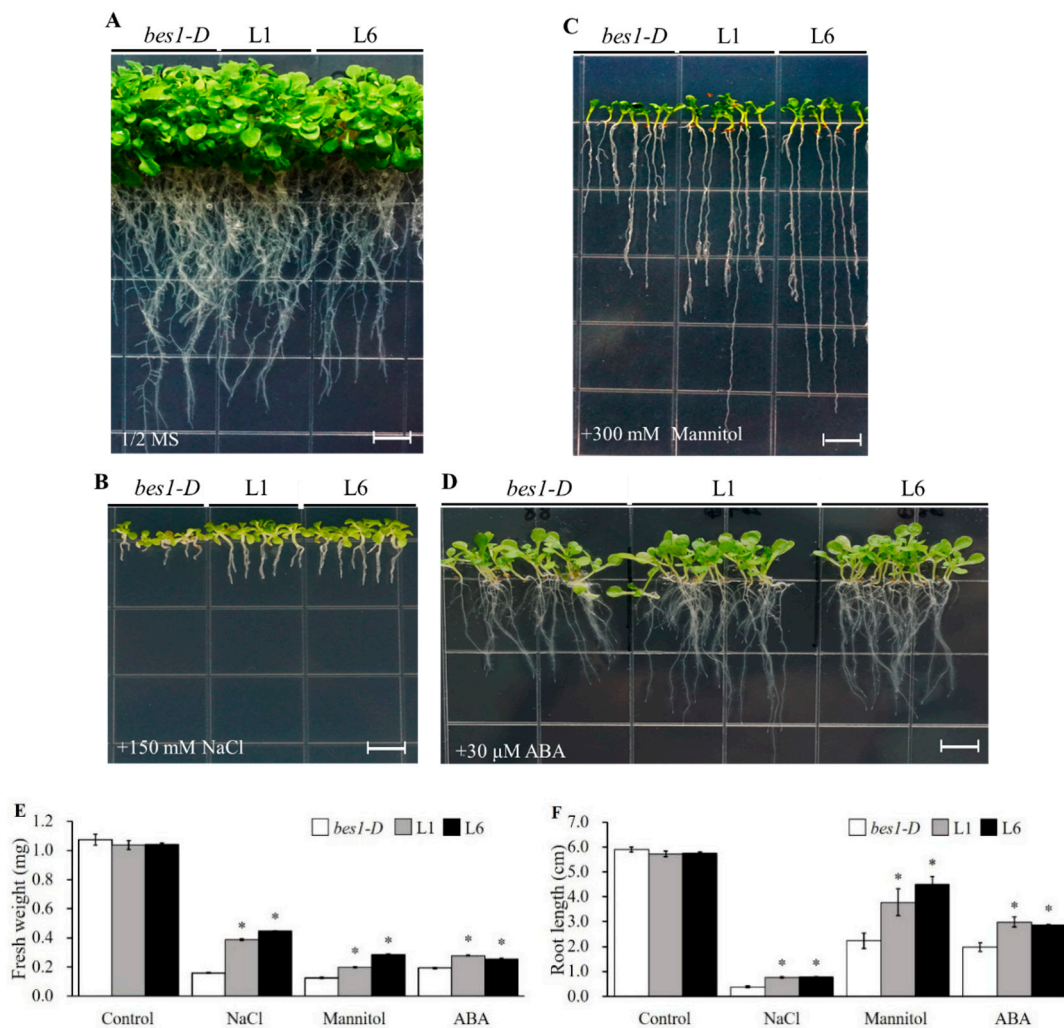 A
bes1-D L1 L6
1/2 MS
C
bes1-D L1 L6
+300 mM Mannitol
B
bes1-D L1 L6
+150 mM NaCl
D
bes1-D L1 L6
+30 μM ABA
E
Fresh weight (mg)
1.2
1.0
0.8
0.6
0.4
0.2
0.0
bes1-D L1 L6
* * * * * *
Control NaCl Mannitol ABA
F
Root length (cm)
7.0
6.0
5.0
4.0
3.0
2.0
1.0
0.0
bes1-D L1 L6
* * * * * *
Control NaCl Mannitol ABA